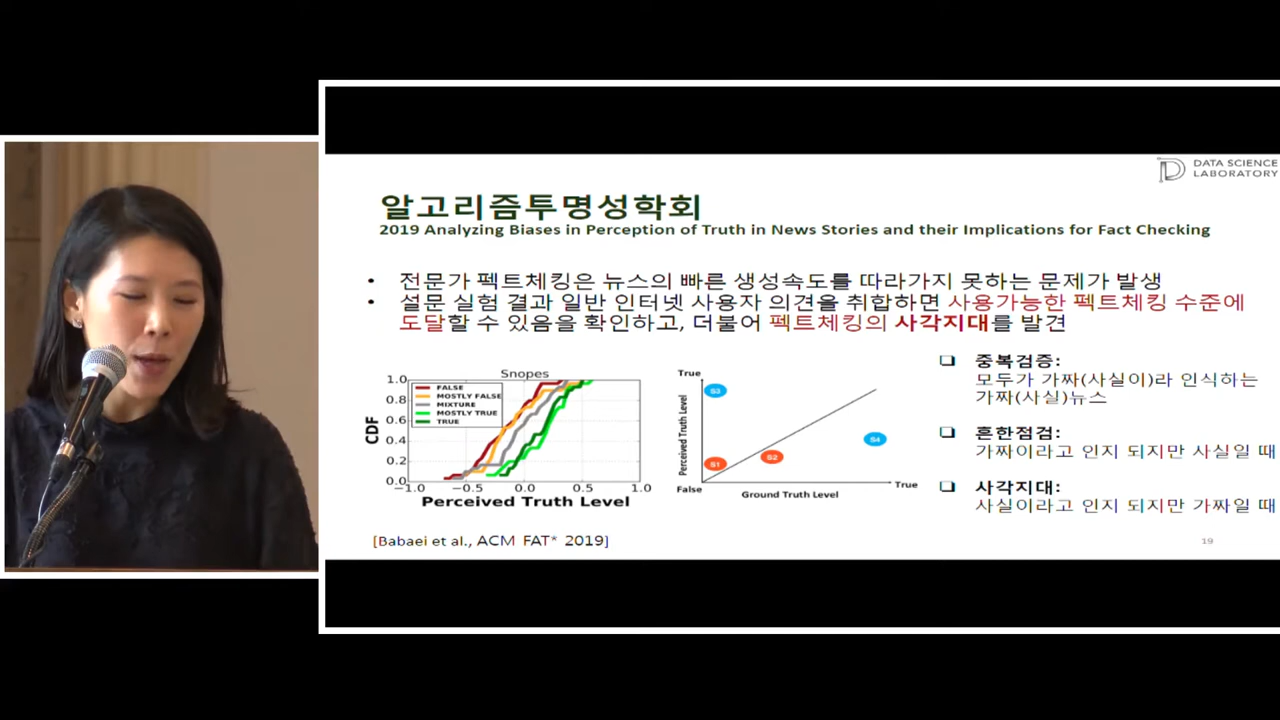 DATA SCIENCE
LABORATORY
알고리즘투명성학회
2019 Analyzing Biases in Perception of Truth in News Stories and their Implications for Fact Checking
• 전문가 펙트체킹은 뉴스의 빠른 생성속도를 따라가지 못하는 문제가 발생
• 설문 실험 결과 일반 인터넷 사용자 의견을 취합하면 사용가능한 펙트체킹 수준에
도달할 수 있음을 확인하고, 더불어 펙트체킹의 사각지대를 발견
Snopes
CDF
1.0
0.8
0.6
0.4
0.2
0.0
FALSE
MOSTLY FALSE
MIXTURE
MOSTLY TRUE
TRUE
−1.0 −0.5 0.0 0.5 1.0
Perceived Truth Level
True
Perceived Truth Level
S3
S4
S2
S1
False
True
Ground Truth Level
❑ 중복검증:
모두가 가짜(사실이)라 인식하는
가짜(사실)뉴스
❑ 흔한점검:
가짜이라고 인지 되지만 사실일 때
❑ 사각지대:
사실이라고 인지 되지만 가짜일 때
[Babaei et al., ACM FAT* 2019]
19